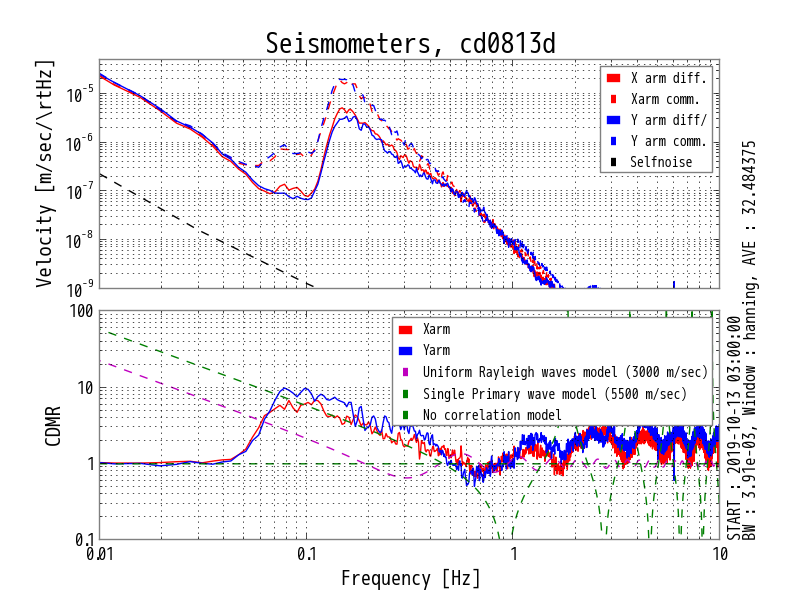 Seismometers, cd0813d
Velocity [m/sec/\rtHz]
10-5
10-6
10-7
10-8
10-9
X arm diff.
Xarm comm.
Y arm diff/
Y arm comm.
Selfnoise
CDMR
100
10
1
0.1
Xarm
Yarm
Uniform Rayleigh waves model (3000 m/sec)
Single Primary wave model (5500 m/sec)
No correlation model
0.01
0.1
1
10
Frequency [Hz]
START : 2019-10-13 03:00:00
BW : 3.91e-03, Window : hanning, AVE : 32.484375